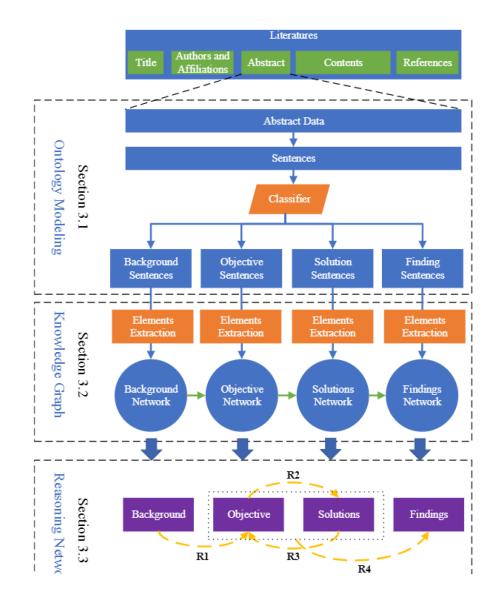 Literatures
Title
Authors and
Affiliations
Abstract
Contents
References
Section 3.1
Ontology Modeling
Abstract Data
Sentences
Classifier
Background
Sentences
Objective
Sentences
Solution
Sentences
Finding
Sentences
Section 3.2
Knowledge Graph
Elements
Extraction
Elements
Extraction
Elements
Extraction
Elements
Extraction
Background
Network
Objective
Network
Solutions
Network
Findings
Network
Section 3.3
Reasoning
R2
Background
Objective
Solutions
Findings
R1
R3
R4